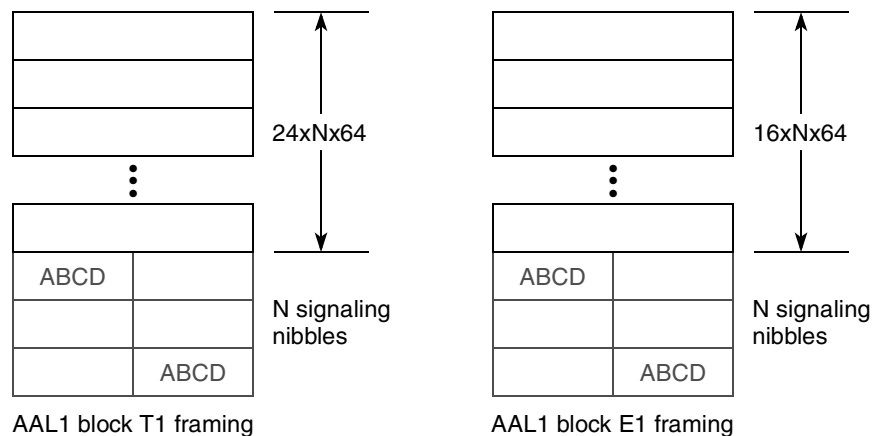 24xNx64
ABCD
N signaling
nibbles
ABCD
AAL1 block T1 framing
16xNx64
ABCD
N signaling
nibbles
ABCD
AAL1 block E1 framing